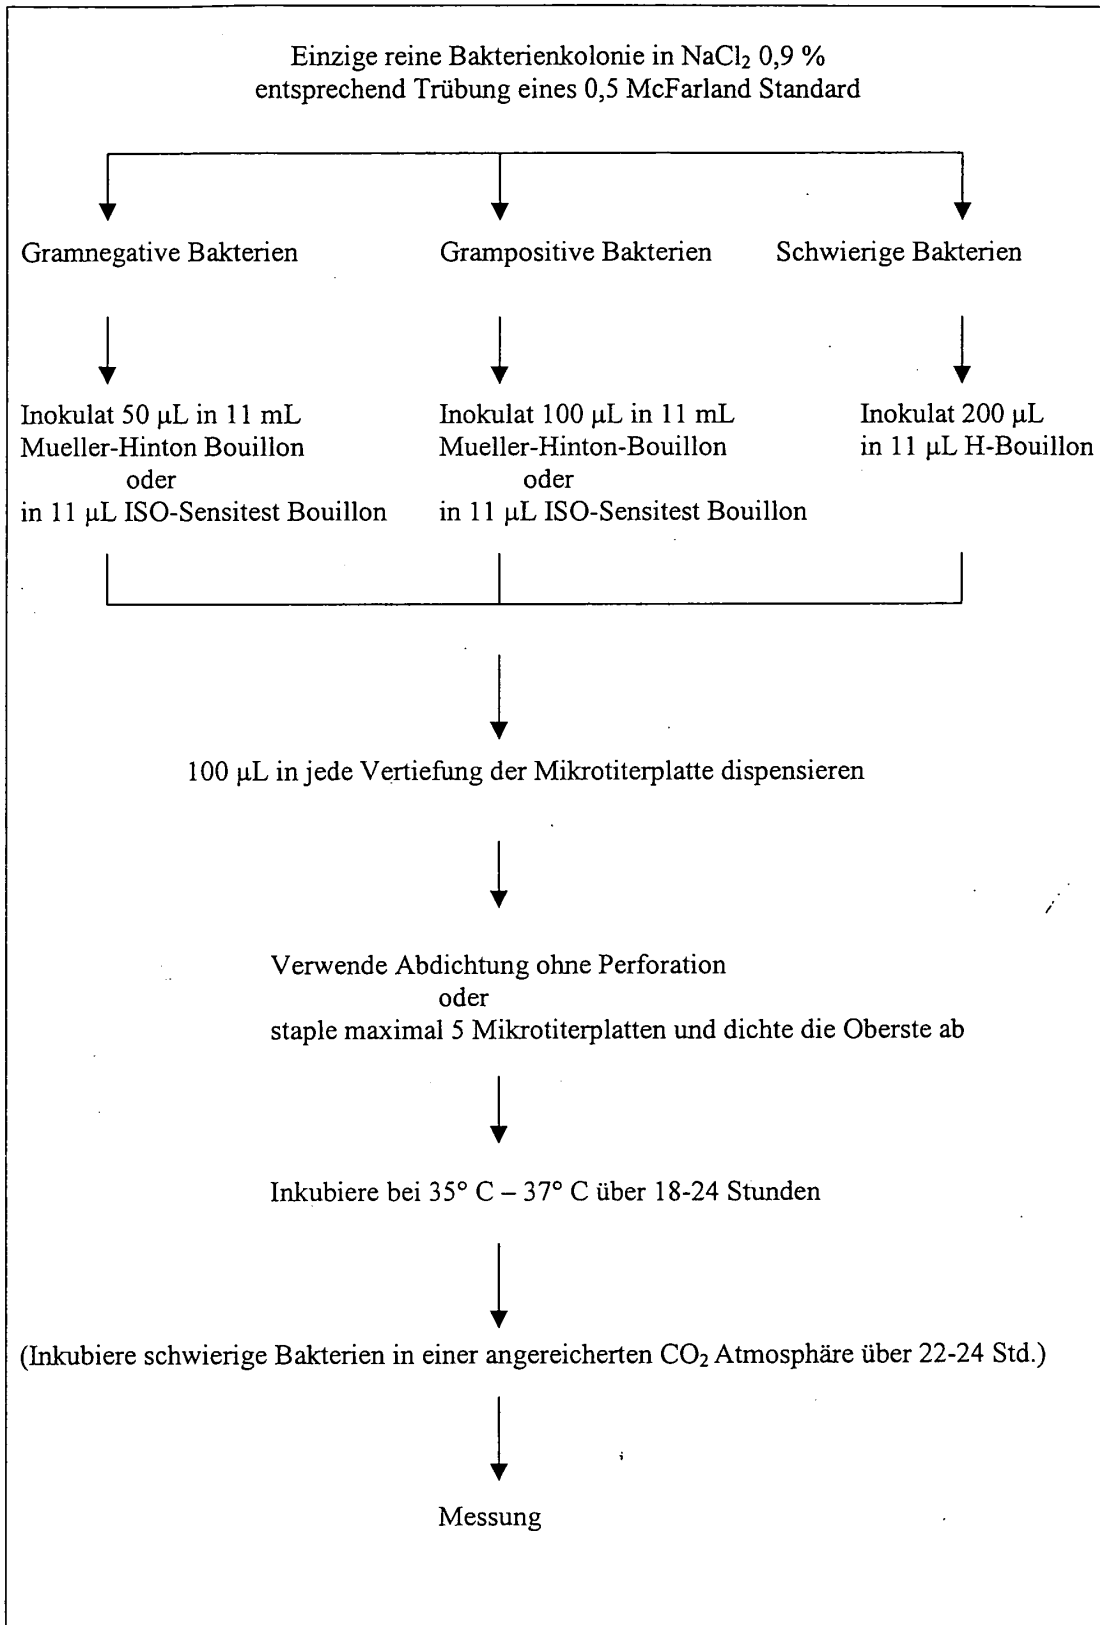 Einzige reine Bakterienkolonie in NaCl₂ 0,9 %
entsprechend Trübung eines 0,5 McFarland Standard
Gramnegative Bakterien
Grampositive Bakterien
Schwierige Bakterien
Inokulat 50 µL in 11 mL
Mueller-Hinton Bouillon
oder
in 11 µL ISO-Sensitest Bouillon
Inokulat 100 µL in 11 mL
Mueller-Hinton-Bouillon
oder
in 11 µL ISO-Sensitest Bouillon
Inokulat 200 µL
in 11 µL H-Bouillon
100 µL in jede Vertiefung der Mikrotiterplatte dispensieren
Verwende Abdichtung ohne Perforation
oder
staple maximal 5 Mikrotiterplatten und dichte die Oberste ab
Inkubiere bei 35° C – 37° C über 18-24 Stunden
(Inkubiere schwierige Bakterien in einer angereicherten CO₂ Atmosphäre über 22-24 Std.)
Messung